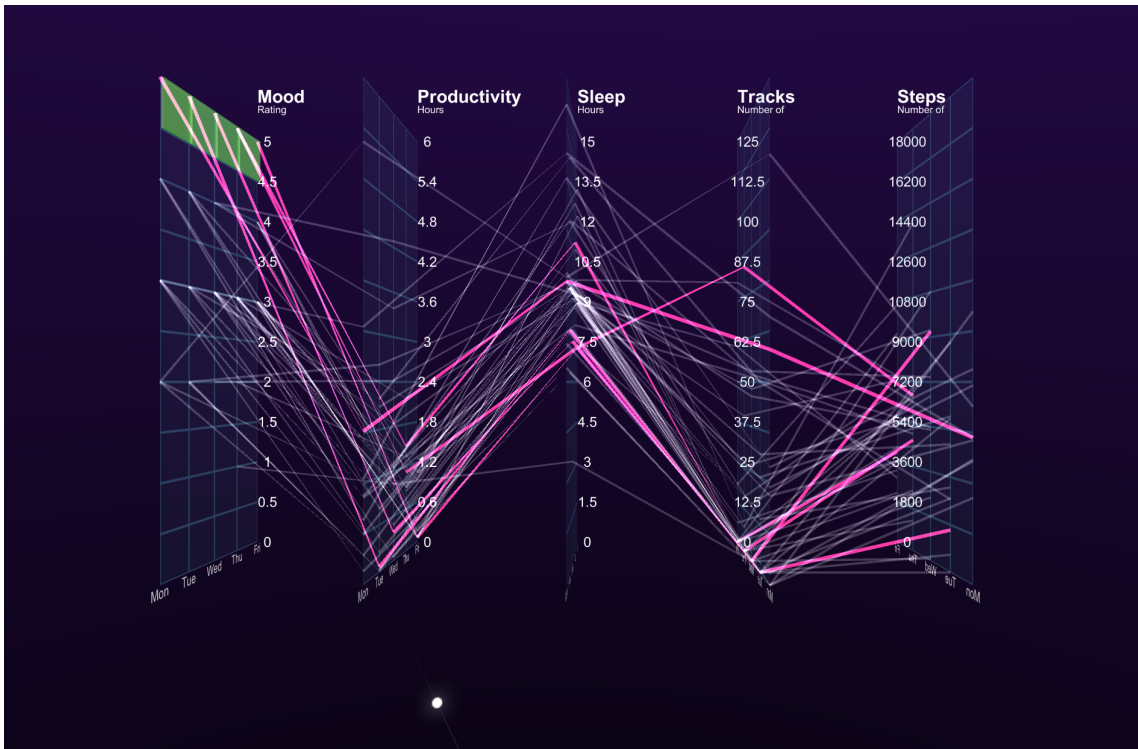 Mood Productivity Sleep Tracks Steps
Rating Hours Hours Number of Number of
5 6 15 125 18000
4.5 5.4 13.5 112.5 16200
4 4.8 12 100 14400
3.5 4.2 10.5 87.5 12600
3 3.6 9 75 10800
2.5 3 7.5 62.5 9000
2 2.4 6 50 7200
1.5 1.8 4.5 37.5 5400
1 1.2 3 25 3600
0.5 0.6 1.5 12.5 1800
0 0 0 0 0
Mon Tue Wed Thu Fri
Mon Tue Wed
Mon Tue Wed Fri